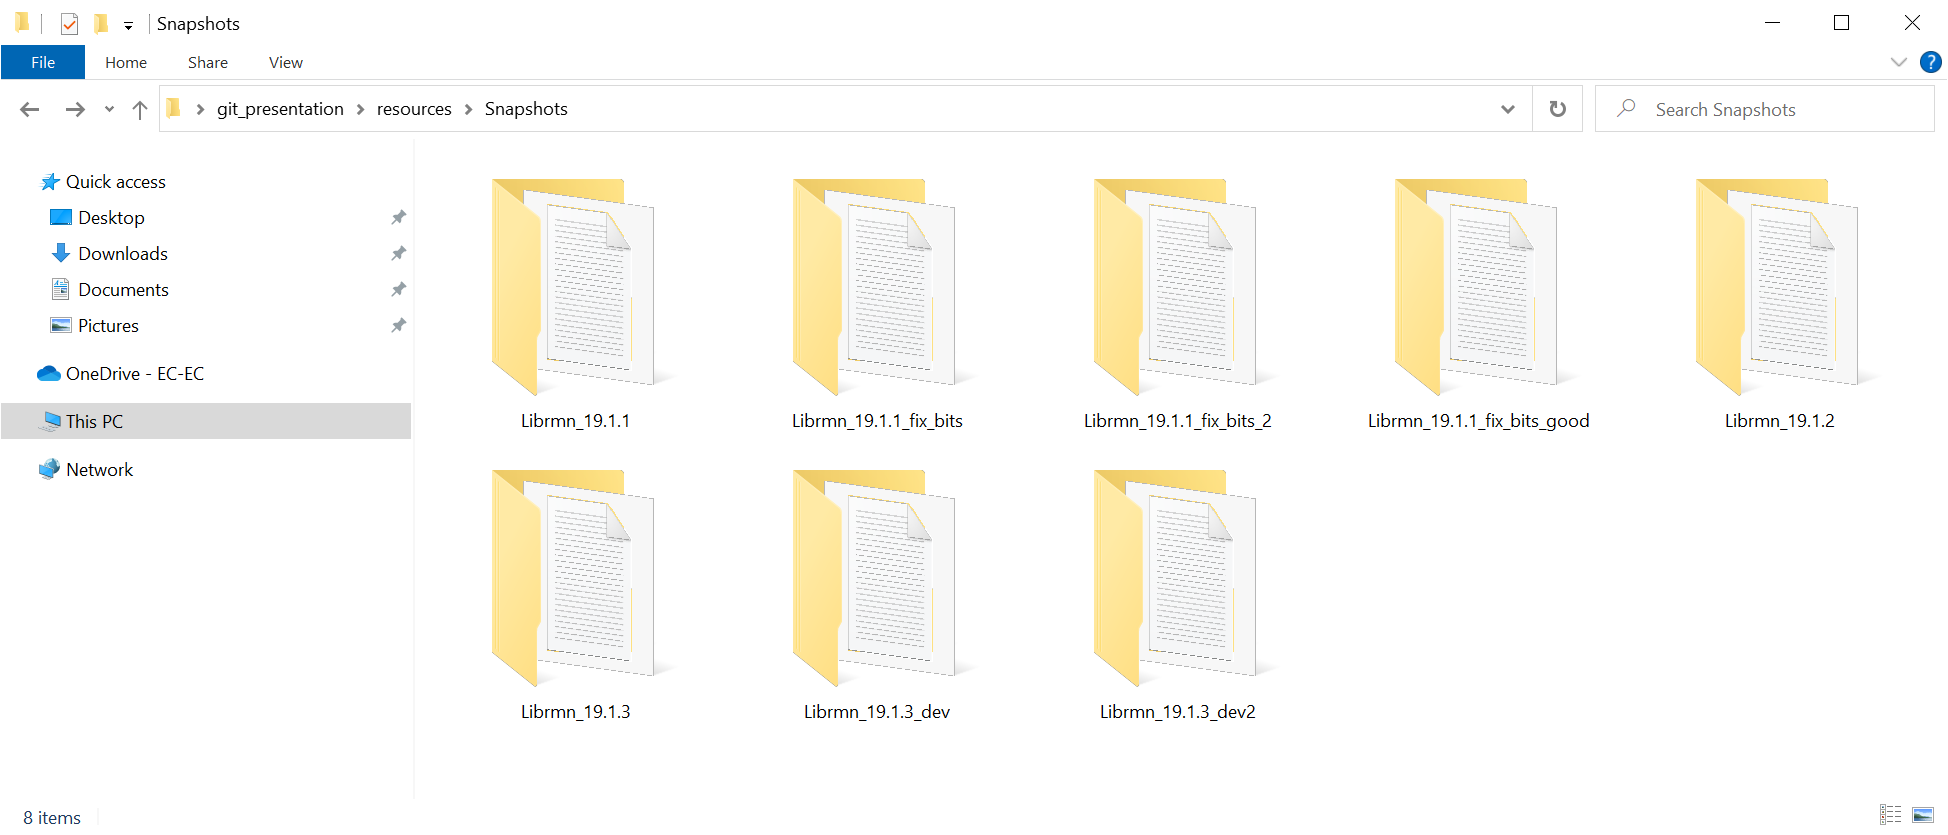 Snapshots
File Home Share View
?
git_presentation resources Snapshots
Search Snapshots
Quick access
Desktop
Downloads
Documents
Pictures
OneDrive - EC-EC
This PC
Network
Librmn_19.1.1 Librmn_19.1.1_fix_bits Librmn_19.1.1_fix_bits_2 Librmn_19.1.1_fix_bits_good Librmn_19.1.2
Librmn_19.1.3 Librmn_19.1.3_dev Librmn_19.1.3_dev2
8 items